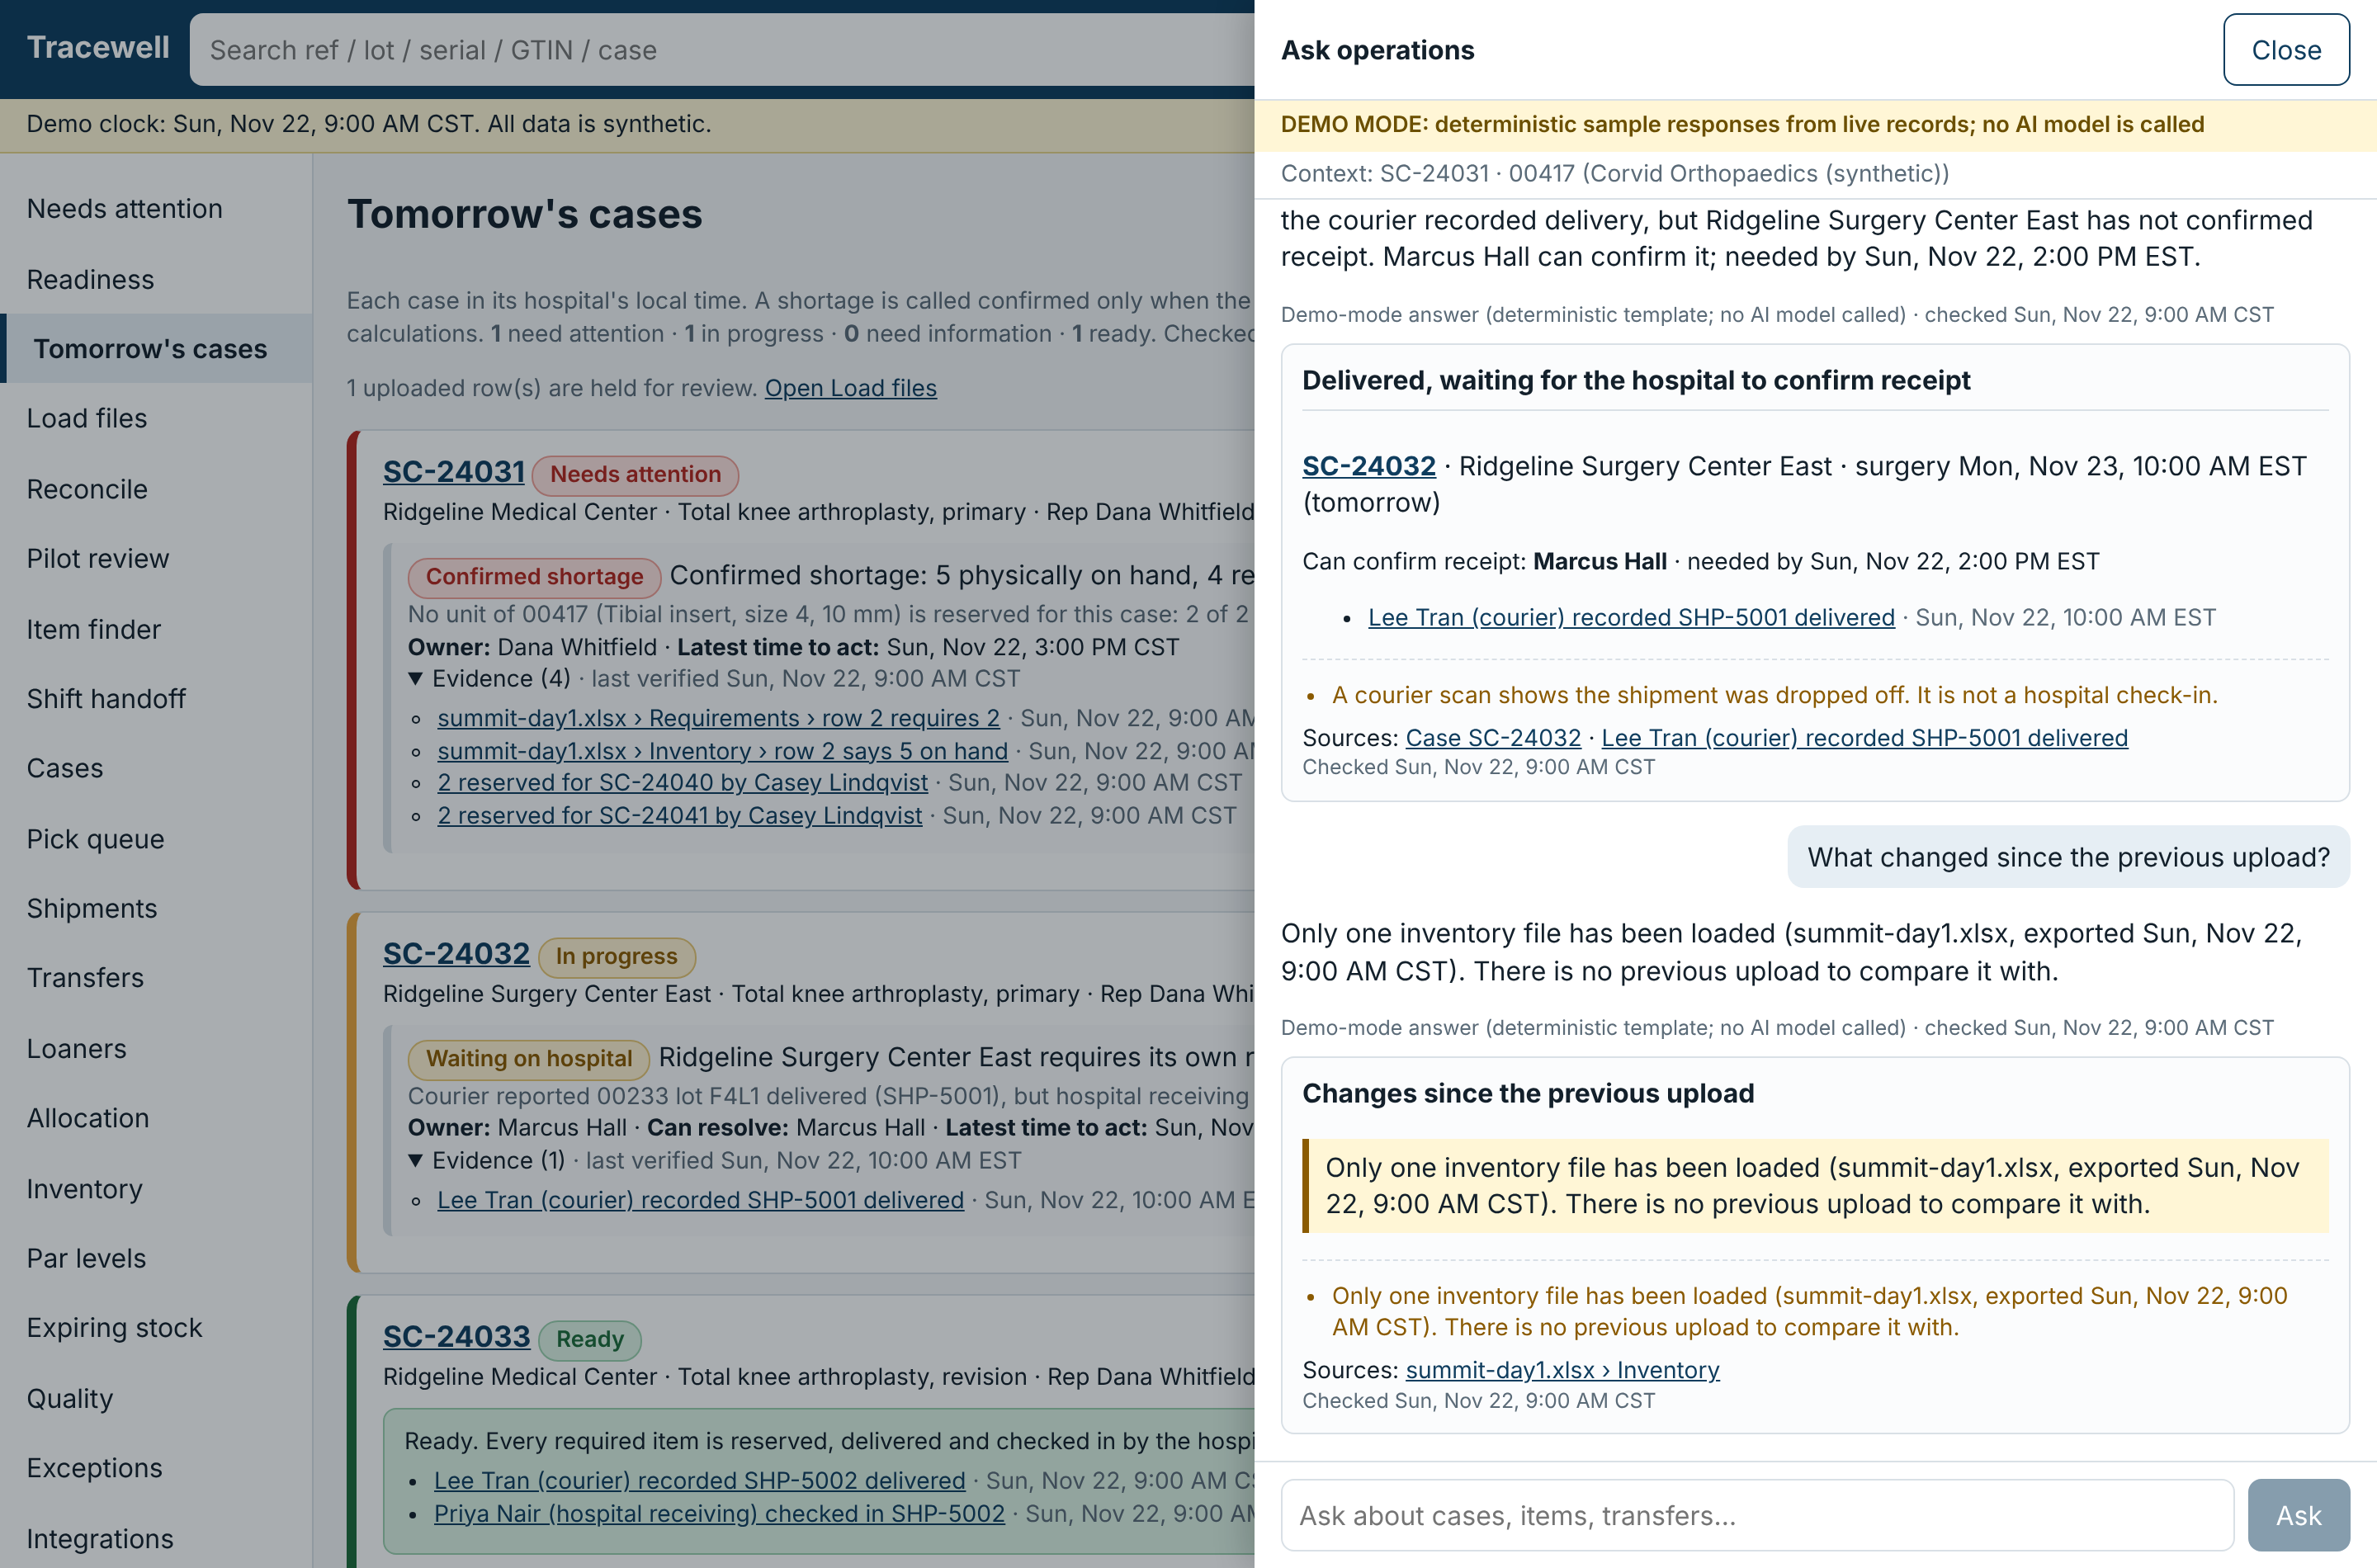 Tracewell
Search ref / lot / serial / GTIN / case
Demo clock: Sun, Nov 22, 9:00 AM CST. All data is synthetic.
Needs attention
Readiness
Tomorrow's cases
Load files
Reconcile
Pilot review
Item finder
Shift handoff
Cases
Pick queue
Shipments
Transfers
Loaners
Allocation
Inventory
Par levels
Expiring stock
Quality
Exceptions
Integrations
Tomorrow's cases
Each case in its hospital's local time. A shortage is called confirmed only when the
calculations. 1 need attention · 1 in progress · 0 need information · 1 ready. Checked
1 uploaded row(s) are held for review. Open Load files
SC-24031 Needs attention
Ridgeline Medical Center · Total knee arthroplasty, primary · Rep Dana Whitfield
Confirmed shortage Confirmed shortage: 5 physically on hand, 4 re
No unit of 00417 (Tibial insert, size 4, 10 mm) is reserved for this case: 2 of 2
Owner: Dana Whitfield · Latest time to act: Sun, Nov 22, 3:00 PM CST
▼ Evidence (4) · last verified Sun, Nov 22, 9:00 AM CST
summit-day1.xlsx › Requirements › row 2 requires 2 · Sun, Nov 22, 9:00 AM
summit-day1.xlsx › Inventory › row 2 says 5 on hand · Sun, Nov 22, 9:00 AM
2 reserved for SC-24040 by Casey Lindqvist · Sun, Nov 22, 9:00 AM CST
2 reserved for SC-24041 by Casey Lindqvist · Sun, Nov 22, 9:00 AM CST
SC-24032 In progress
Ridgeline Surgery Center East · Total knee arthroplasty, primary · Rep Dana Whi
Waiting on hospital Ridgeline Surgery Center East requires its own r
Courier reported 00233 lot F4L1 delivered (SHP-5001), but hospital receiving
Owner: Marcus Hall · Can resolve: Marcus Hall · Latest time to act: Sun, Nov
▼ Evidence (1) · last verified Sun, Nov 22, 10:00 AM EST
Lee Tran (courier) recorded SHP-5001 delivered · Sun, Nov 22, 10:00 AM E
SC-24033 Ready
Ridgeline Medical Center · Total knee arthroplasty, revision · Rep Dana Whitfield
Ready. Every required item is reserved, delivered and checked in by the hospi
Lee Tran (courier) recorded SHP-5002 delivered · Sun, Nov 22, 9:00 AM CS
Priya Nair (hospital receiving) checked in SHP-5002 · Sun, Nov 22, 9:00 AM
Ask operations
Close
DEMO MODE: deterministic sample responses from live records; no AI model is called
Context: SC-24031 · 00417 (Corvid Orthopaedics (synthetic))
the courier recorded delivery, but Ridgeline Surgery Center East has not confirmed
receipt. Marcus Hall can confirm it; needed by Sun, Nov 22, 2:00 PM EST.
Demo-mode answer (deterministic template; no AI model called) · checked Sun, Nov 22, 9:00 AM CST
Delivered, waiting for the hospital to confirm receipt
SC-24032 · Ridgeline Surgery Center East · surgery Mon, Nov 23, 10:00 AM EST
(tomorrow)
Can confirm receipt: Marcus Hall · needed by Sun, Nov 22, 2:00 PM EST
Lee Tran (courier) recorded SHP-5001 delivered · Sun, Nov 22, 10:00 AM EST
A courier scan shows the shipment was dropped off. It is not a hospital check-in.
Sources: Case SC-24032 · Lee Tran (courier) recorded SHP-5001 delivered
Checked Sun, Nov 22, 9:00 AM CST
What changed since the previous upload?
Only one inventory file has been loaded (summit-day1.xlsx, exported Sun, Nov 22,
9:00 AM CST). There is no previous upload to compare it with.
Demo-mode answer (deterministic template; no AI model called) · checked Sun, Nov 22, 9:00 AM CST
Changes since the previous upload
Only one inventory file has been loaded (summit-day1.xlsx, exported Sun, Nov
22, 9:00 AM CST). There is no previous upload to compare it with.
Only one inventory file has been loaded (summit-day1.xlsx, exported Sun, Nov 22, 9:00
AM CST). There is no previous upload to compare it with.
Sources: summit-day1.xlsx › Inventory
Checked Sun, Nov 22, 9:00 AM CST
Ask about cases, items, transfers...
Ask